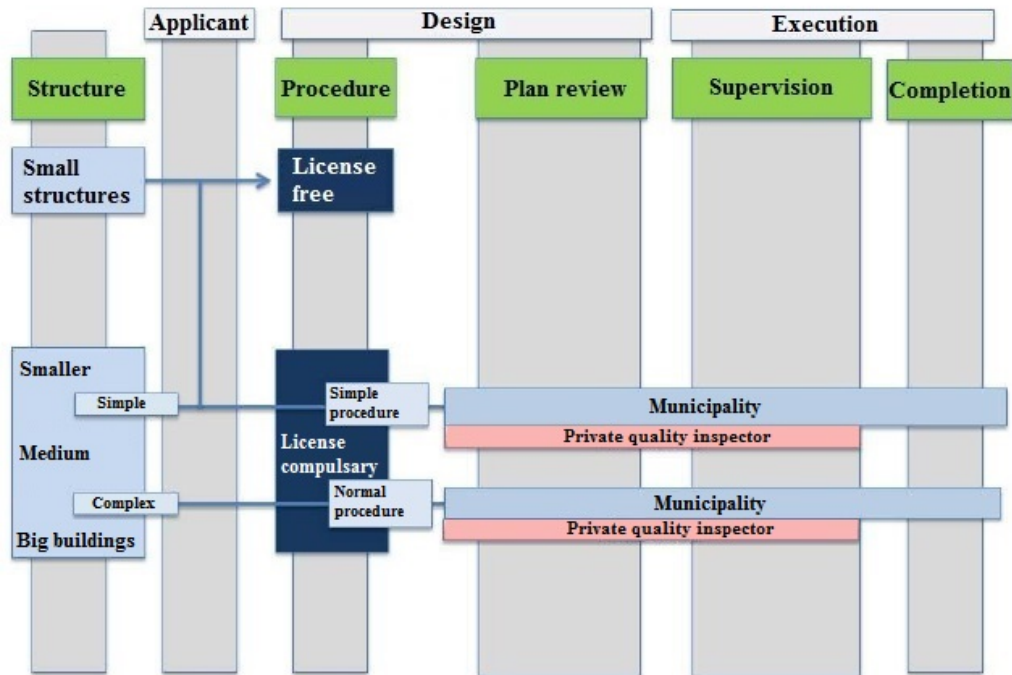 Applicant
Design
Execution
Structure
Procedure
Plan review
Supervision
Completion
Small
structures
License
free
Smaller
Simple
Simple
procedure
Municipality
Private quality inspector
Medium
License
compulsary
Complex
Normal
procedure
Municipality
Private quality inspector
Big buildings